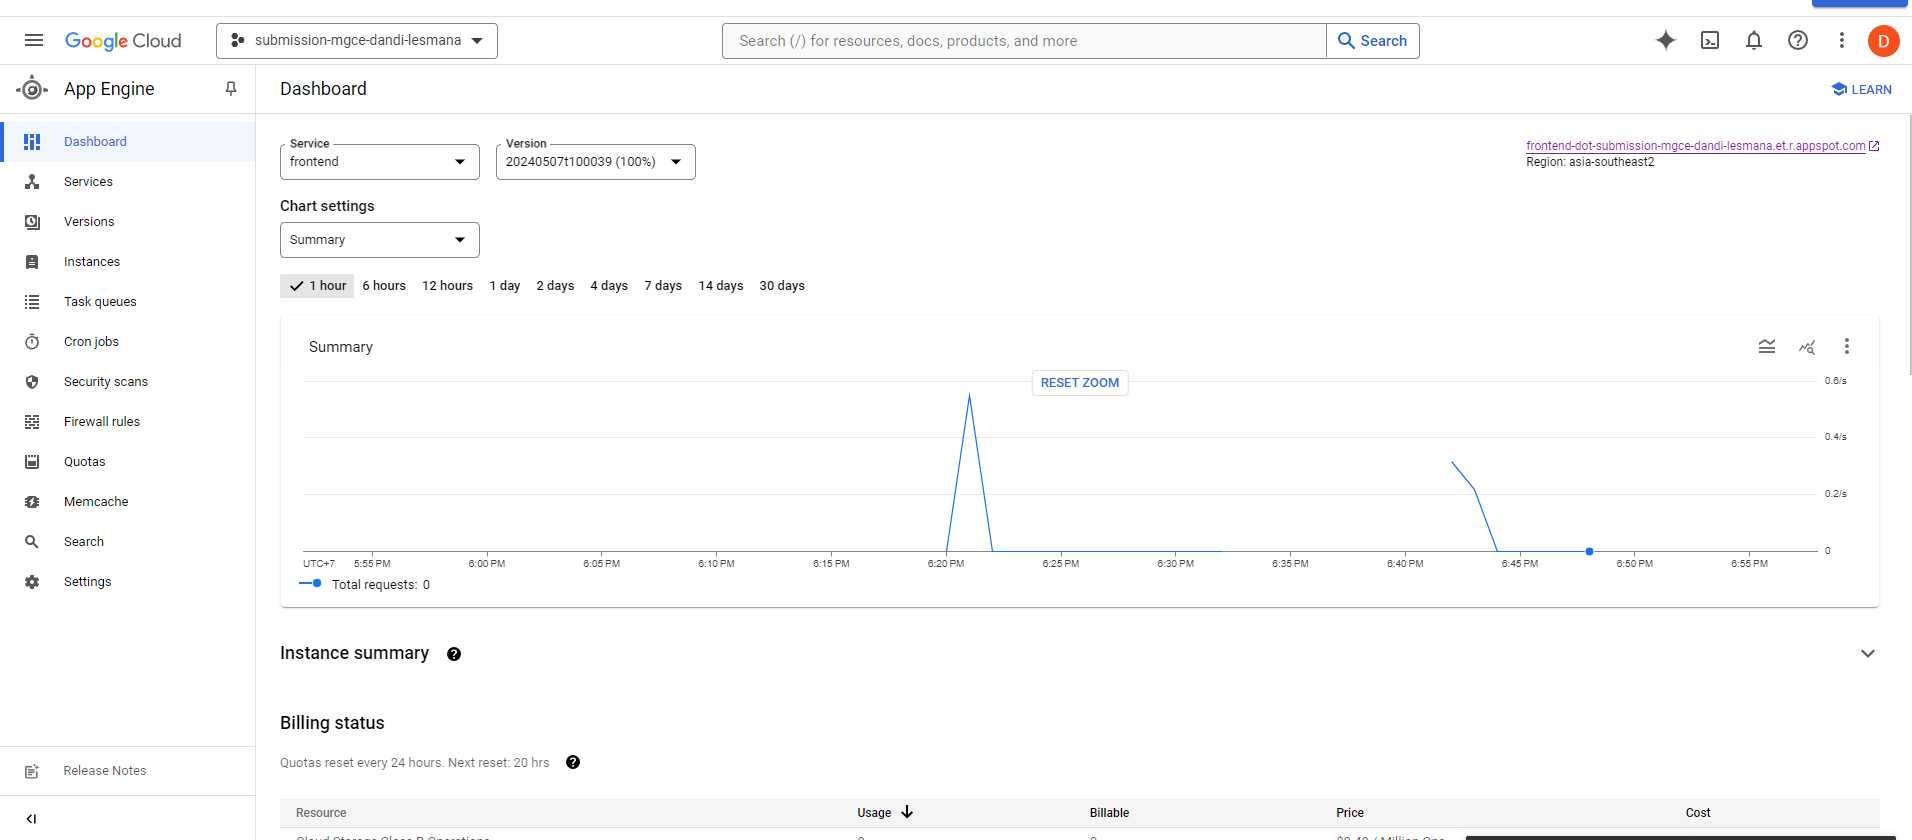 Google Cloud
submission-mgce-dandi-lesmana
Search (/) for resources, docs, products, and more
Search
D
App Engine
Dashboard
LEARN
Dashboard
Services
Versions
Instances
Task queues
Cron jobs
Security scans
Firewall rules
Quotas
Memcache
Search
Settings
Release Notes
Service
frontend
Version
20240507t100039 (100%)
frontend-dot-submission-mgce-dandi-lesmana.et.r.appspot.com
Region: asia-southeast2
Chart settings
Summary
1 hour 6 hours 12 hours 1 day 2 days 4 days 7 days 14 days 30 days
Summary
RESET ZOOM
0.6/s
0.4/s
0.2/s
0
UTC+7 5:55 PM 6:00 PM 6:05 PM 6:10 PM 6:15 PM 6:20 PM 6:25 PM 6:30 PM 6:35 PM 6:40 PM 6:45 PM 6:50 PM 6:55 PM
Total requests: 0
Instance summary ?
Billing status
Quotas reset every 24 hours. Next reset: 20 hrs ?
Resource Usage Billable Price Cost